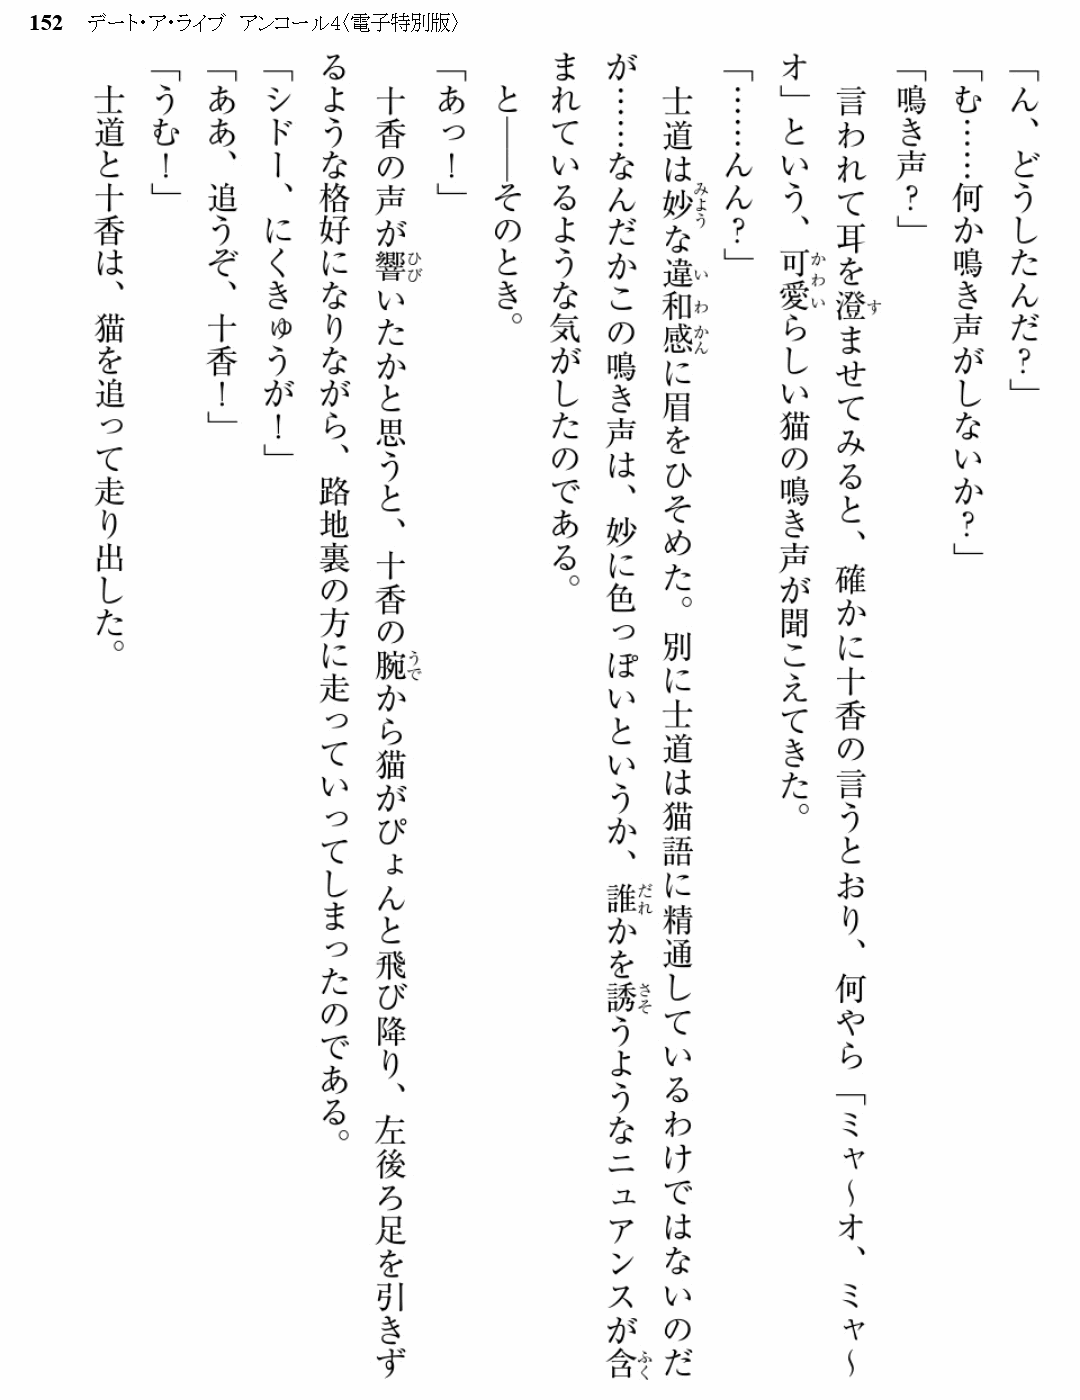 152 デート・ア・ライブ アンコール4〈電子特別版〉
「ん、どうしたんだ?」
「む……何か鳴き声がしないか?」
「鳴き声?」
言われて耳を澄ませてみると、確かに十香の言うとおり、何やら「ミャ～オ、ミャ～
オ」という、可愛らしい猫の鳴き声が聞こえてきた。
「……んん?」
士道は妙な違和感に眉をひそめた。別に士道は猫語に精通しているわけではないのだ
が……なんだかこの鳴き声は、妙に色っぽいというか、誰かを誘うようなニュアンスが含
まれているような気がしたのである。
と――そのとき。
「あっ!」
十香の声が響いたかと思うと、十香の腕から猫がぴょんと飛び降り、左後ろ足を引きず
るような格好になりながら、路地裏の方に走っていってしまったのである。
「シドー、にくきゅうが!」
「ああ、追うぞ、十香!」
「うむ!」
士道と十香は、猫を追って走り出した。